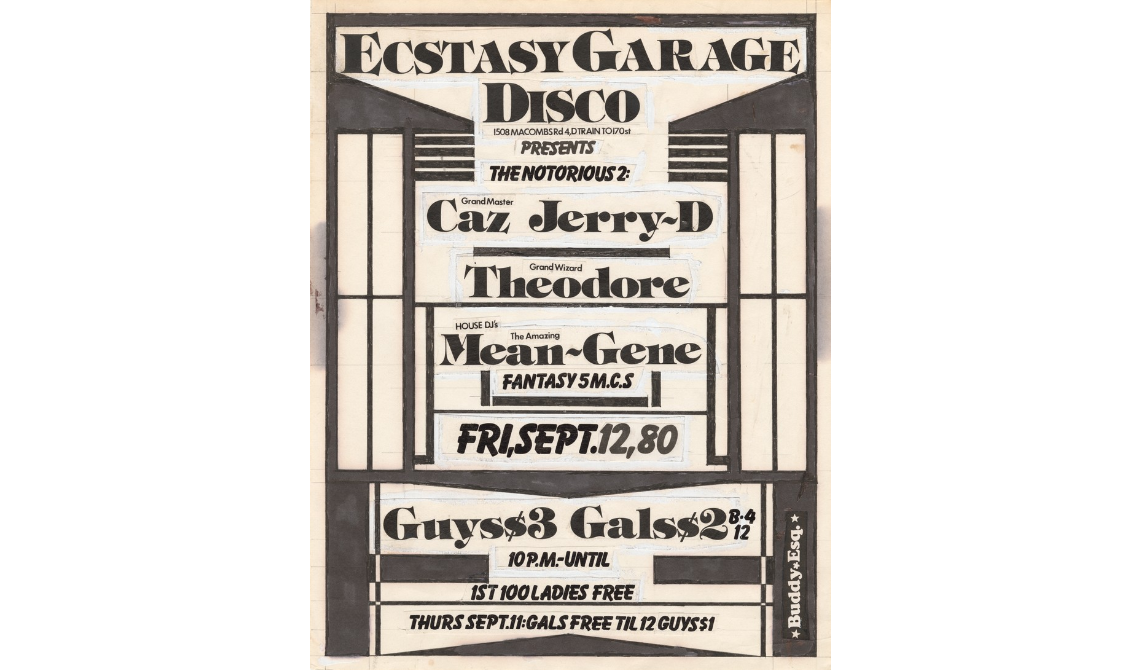 ECSTASY GARAGE
DISCO
1508 MACOMBS Rd 4,D TRAIN TO 170 st
PRESENTS
THE NOTORIOUS 2:
Grand Master
Caz Jerry~D
Grand Wizard
Theodore
HOUSE DJ's
The Amazing
Mean~Gene
FANTASY 5 M.C.S
FRI,SEPT.12,80
Guys$3 Gals$2 B·4
12
10 P.M.-UNTIL
1ST 100 LADIES FREE
THURS SEPT.11:GALS FREE TIL 12 GUYS $1
★Buddy★Esq.★